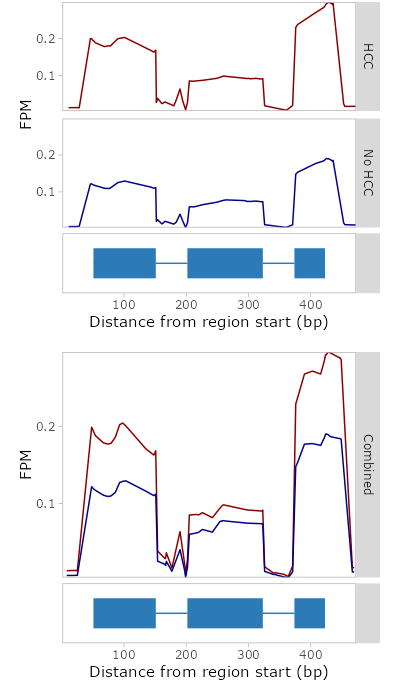 0.2
0.1
HCC
FPM
0.2
0.1
No HCC
100 200 300 400
Distance from region start (bp)
0.2
0.1
FPM
Combined
100 200 300 400
Distance from region start (bp)